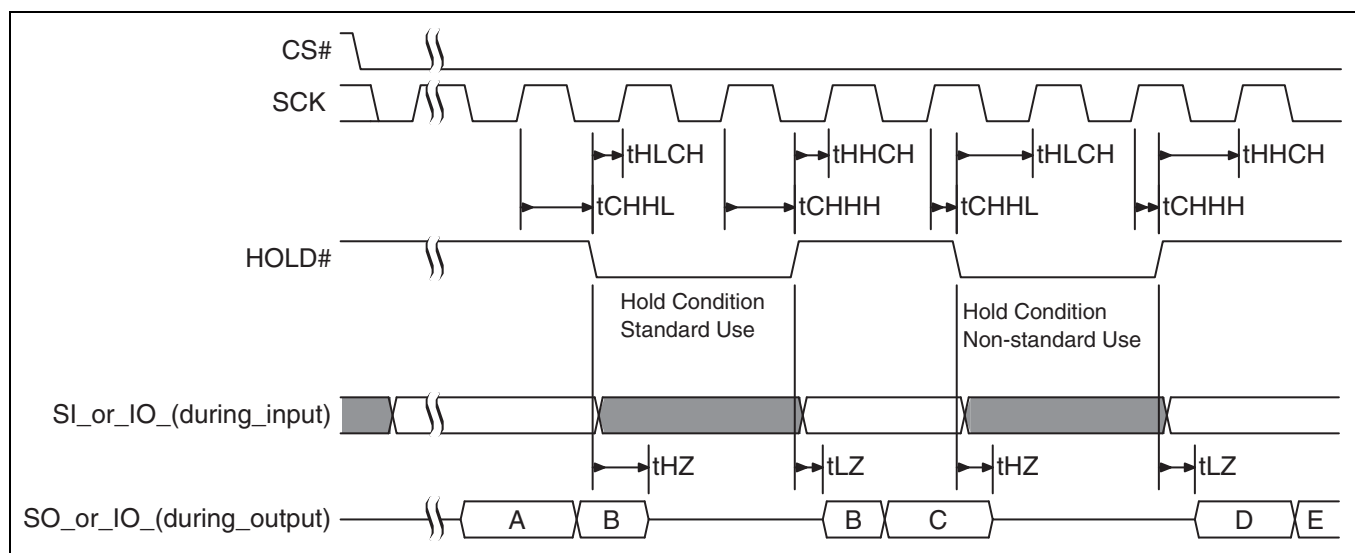 CS#
SCK
tHLCH
tHHCH
tHLCH
tHHCH
tCHHL
tCHHH
tCHHL
tCHHH
HOLD#
Hold Condition
Standard Use
Hold Condition
Non-standard Use
SI_or_IO_(during_input)
tHZ
tLZ
tHZ
tLZ
SO_or_IO_(during_output)
A
B
B
C
D
E